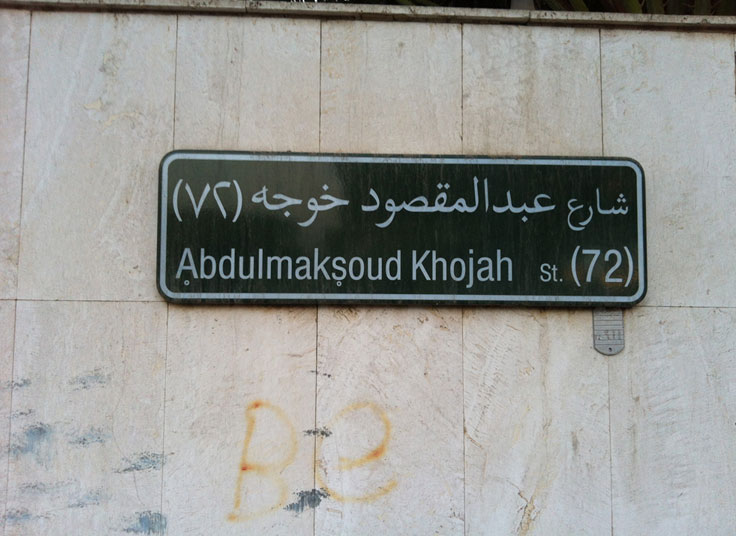 شارع عبدالمقصود خوجه (٧٢)
Ạbdulmakṣoud Khojah St. (72)
Be